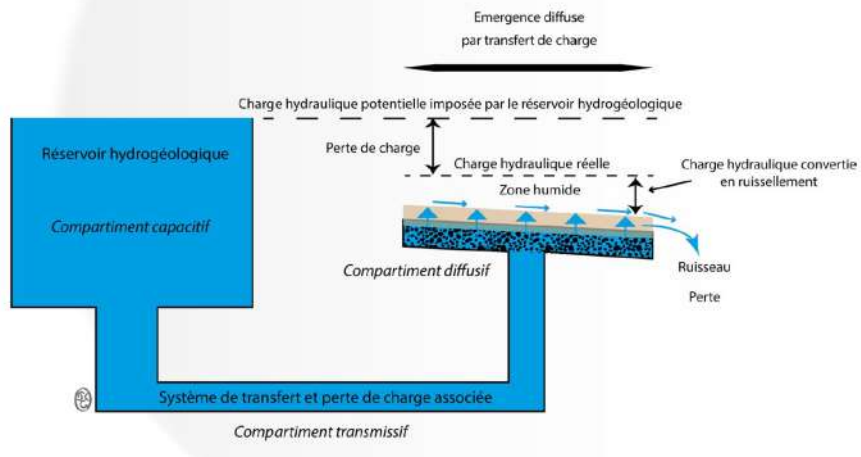 Emergence diffuse
par transfert de charge
Charge hydraulique potentielle imposée par le réservoir hydrogéologique
Réservoir hydrogéologique
Perte de charge
Charge hydraulique réelle
Charge hydraulique convertie
en ruissellement
Zone humide
Compartiment capacitif
Compartiment diffusif
Ruisseau
Perte
Système de transfert et perte de charge associée
Compartiment transmissif